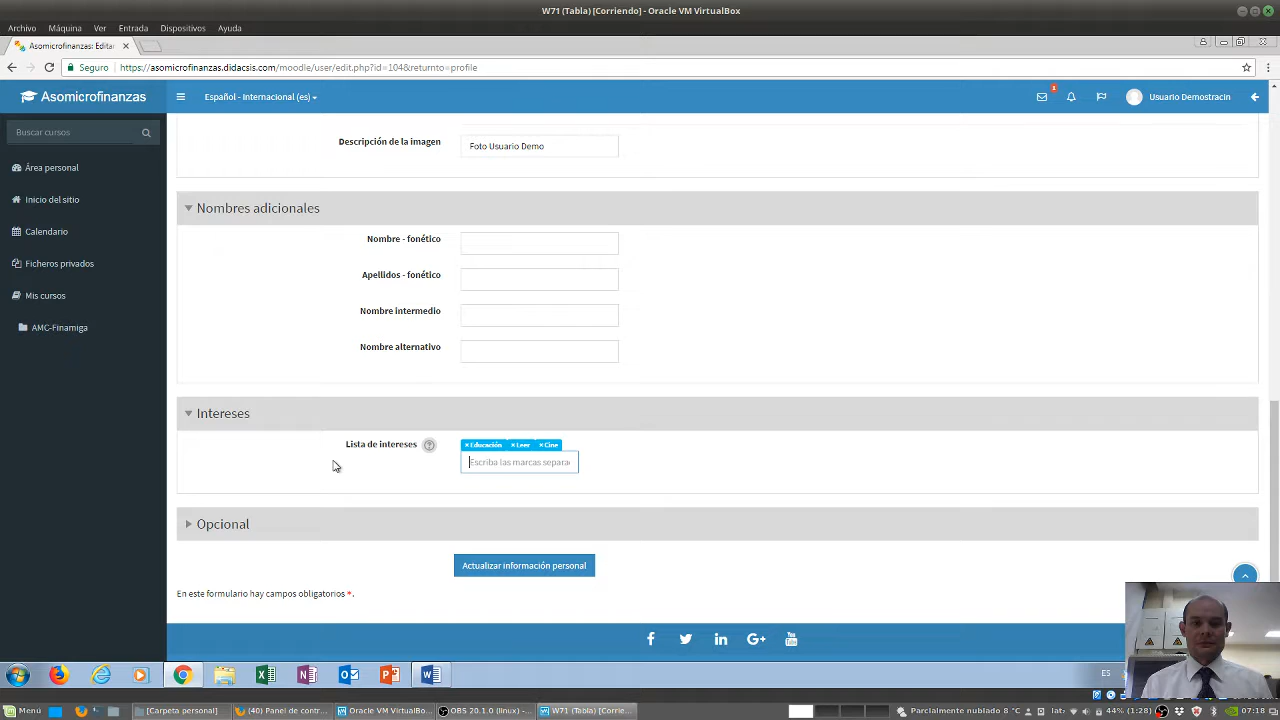 W71 (Tabla) [Corriendo] - Oracle VM VirtualBox
Archivo Máquina Ver Entrada Dispositivos Ayuda
Asomicrofinanzas: Edita
Seguro https://asomicrofinanzas.didacsis.com/moodle/user/edit.php?id=104&returnto=profile
Asomicrofinanzas
Español - Internacional (es)
1
Usuario Demostracin
Buscar cursos
Área personal
Inicio del sitio
Calendario
Ficheros privados
Mis cursos
AMC-Finamiga
Descripción de la imagen Foto Usuario Demo
Nombres adicionales
Nombre - fonético
Apellidos - fonético
Nombre intermedio
Nombre alternativo
Intereses
Lista de intereses ? × Educación × Leer × Cine
Escriba las marcas separa
Opcional
Actualizar información personal
En este formulario hay campos obligatorios *.
ES
Menú [Carpeta personal] (40) Panel de contr... Oracle VM VirtualBo... OBS 20.1.0 (linux) -... W71 (Tabla) [Corrie... Parcialmente nublado 8 °C lat: 44% (1:28) 07:18